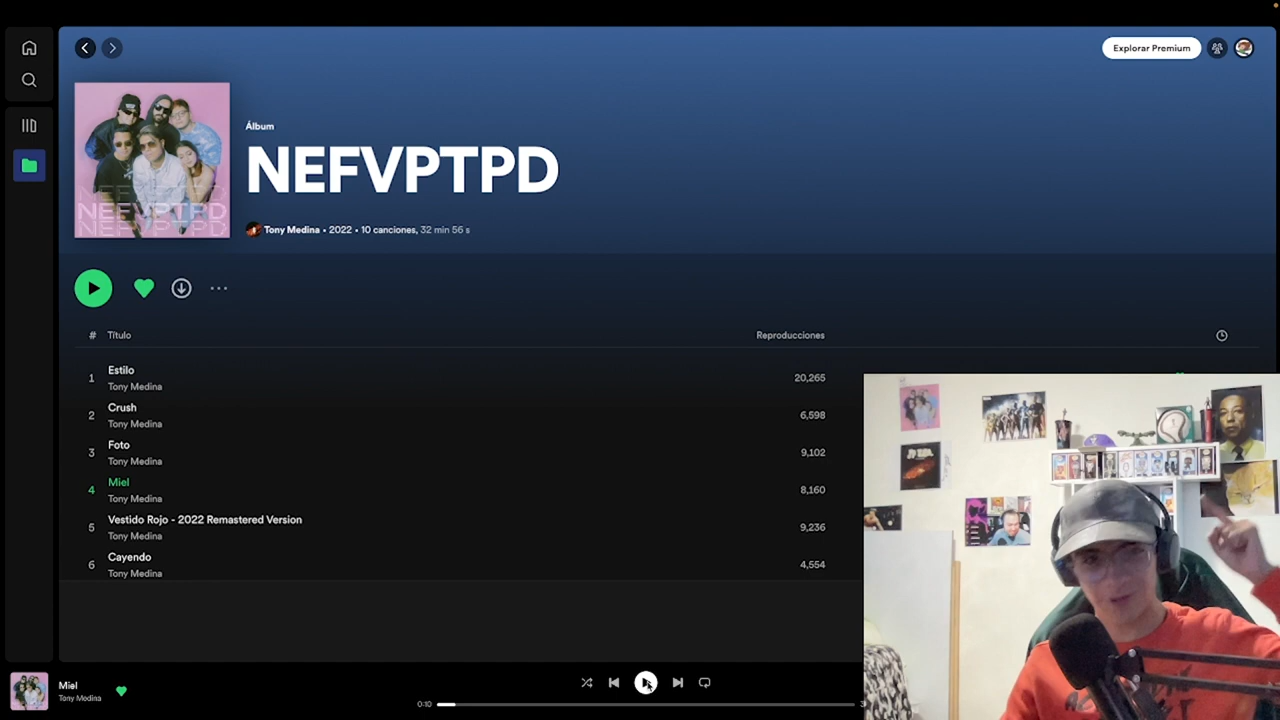 Explorar Premium
Álbum
NEFVPTPD
Tony Medina • 2022 • 10 canciones, 32 min 56 s
NEFVPTPD
NEFVPTPD
NEFVPTPD
# Título Reproducciones
1 Estilo 20,265
Tony Medina
2 Crush 6,598
Tony Medina
3 Foto 9,102
Tony Medina
4 Miel 8,160
Tony Medina
5 Vestido Rojo - 2022 Remastered Version 9,236
Tony Medina
6 Cayendo 4,554
Tony Medina
Miel
Tony Medina
0:10